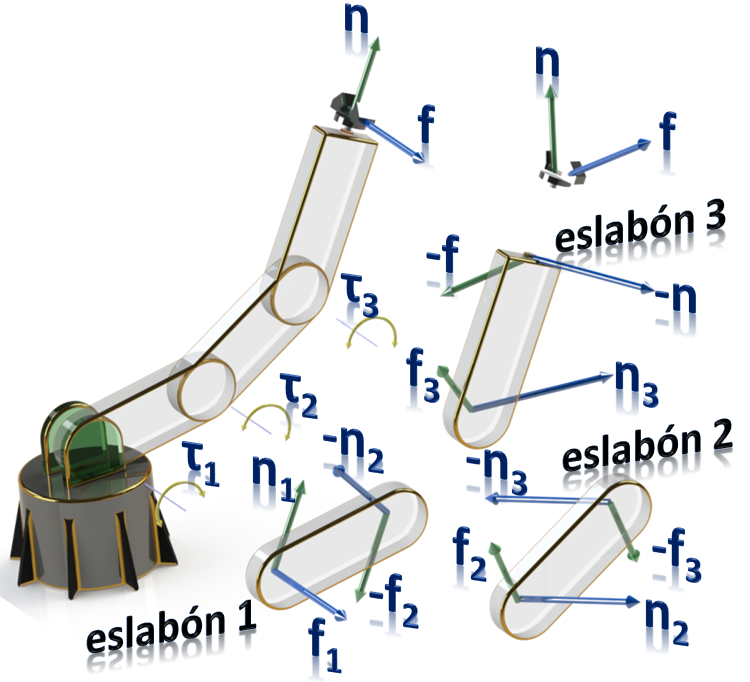 n
f
n
f
eslabón 3
-f
-n
τ₃
f₃
n₃
τ₂
-n₂
eslabón 2
τ₁
n₁
-n₃
f₂
-f₃
-f₂
n₂
eslabón 1
f₁